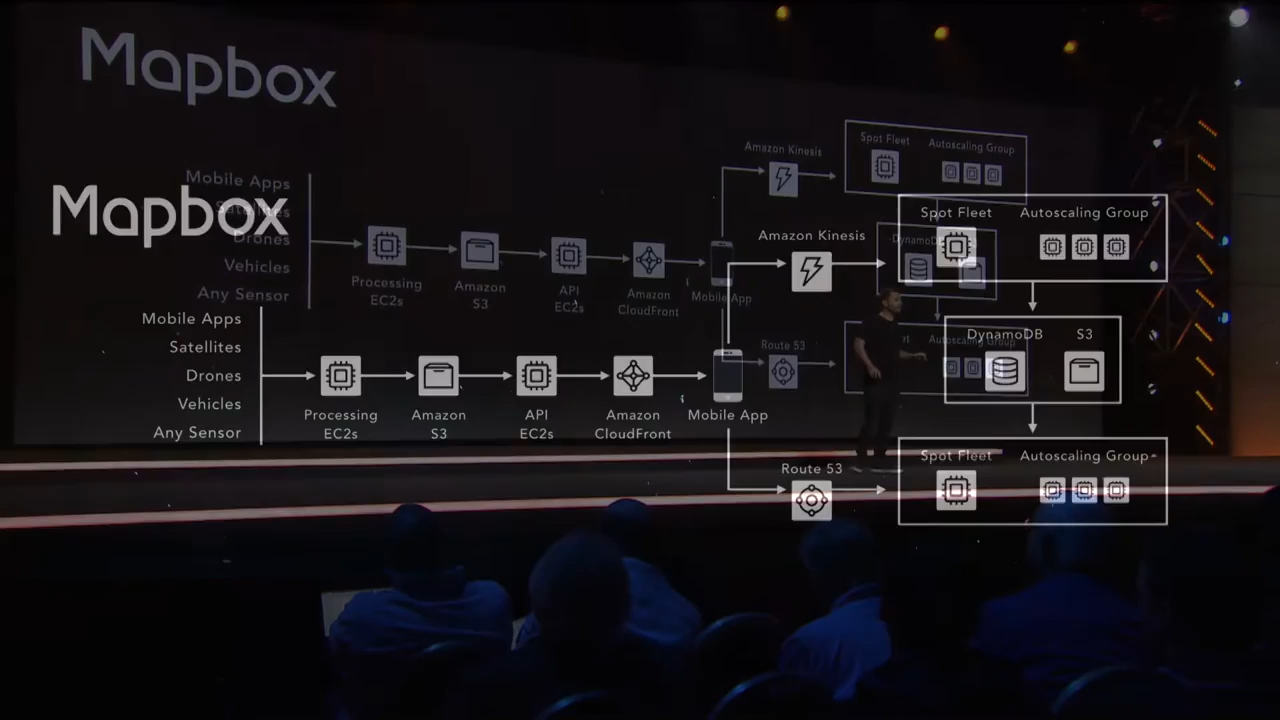 Mapbox
Mobile Apps
Satellites
Drones
Vehicles
Any Sensor
Processing
EC2s
Amazon
S3
API
EC2s
Amazon
CloudFront
Mobile App
Amazon Kinesis
Spot Fleet
Autoscaling Group
Route 53
Autoscaling Group
Mapbox
Mobile Apps
Satellites
Drones
Vehicles
Any Sensor
Processing
EC2s
Amazon
S3
API
EC2s
Amazon
CloudFront
Mobile App
Amazon Kinesis
Spot Fleet
Autoscaling Group
DynamoDB
S3
Route 53
Spot Fleet
Autoscaling Group